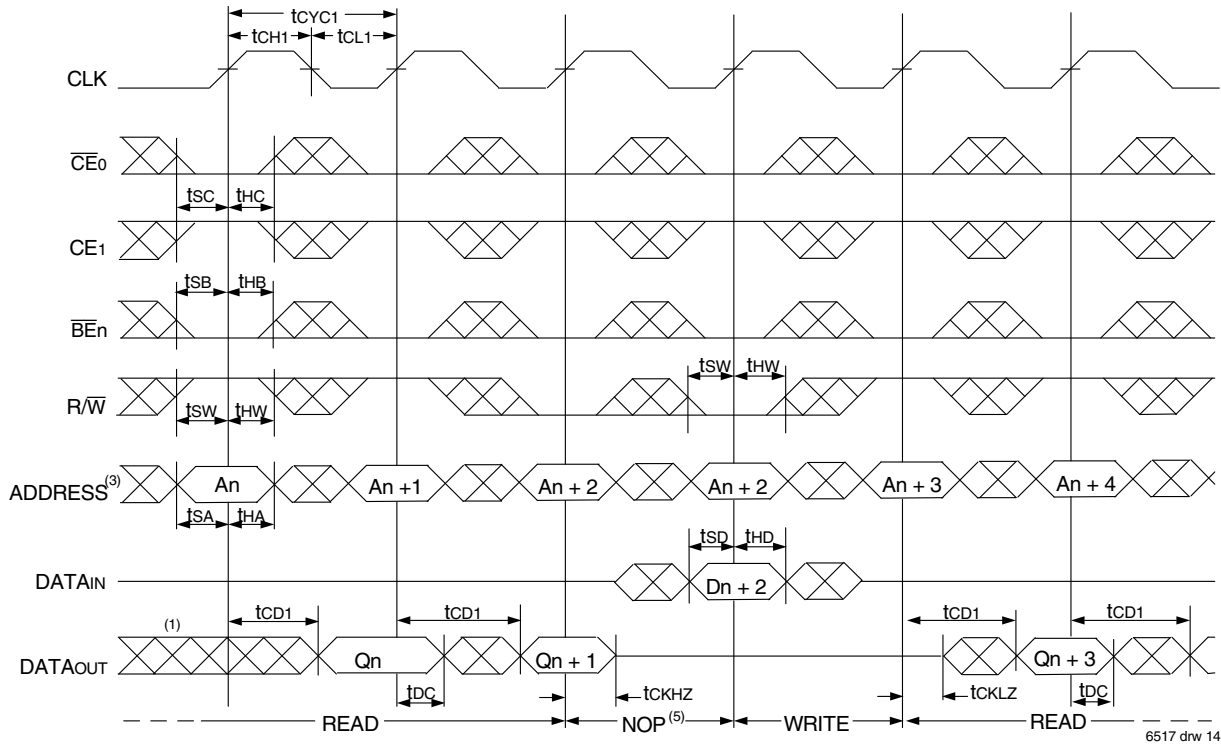 tCYC1
tCH1 tCL1
CLK
CE0
tSC tHC
CE1
tSB tHB
BEn
tSW tHW
R/W
tSW tHW
ADDRESS(3) An An +1 An + 2 An + 2 An + 3 An + 4
tSA tHA
tSD tHD
DATAIN Dn + 2
(1) tCD1 tCD1 tCD1 tCD1
DATAOUT Qn Qn + 1 Qn + 3
tDC tCKHZ tCKLZ tDC
READ NOP(5) WRITE READ
6517 drw 14